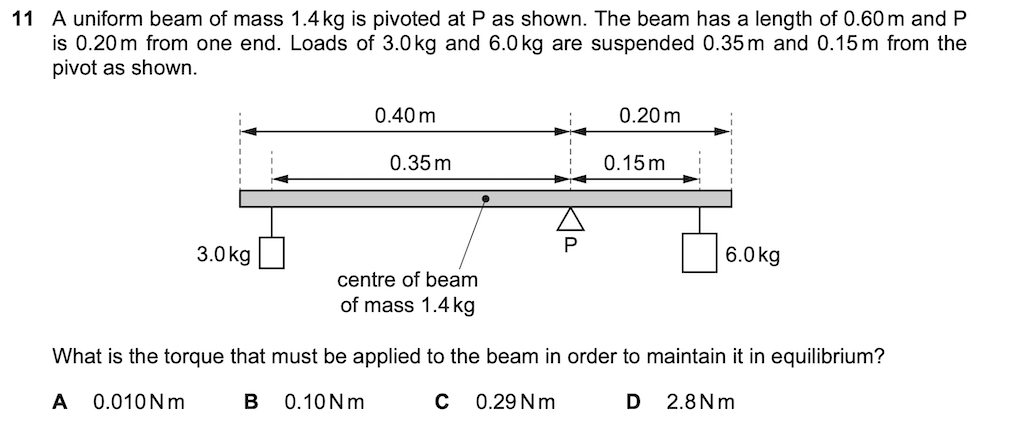 11 A uniform beam of mass 1.4 kg is pivoted at P as shown. The beam has a length of 0.60 m and P
is 0.20 m from one end. Loads of 3.0 kg and 6.0 kg are suspended 0.35 m and 0.15 m from the
pivot as shown.
0.40 m 0.20 m
0.35 m 0.15 m
P
3.0 kg 6.0 kg
centre of beam
of mass 1.4 kg
What is the torque that must be applied to the beam in order to maintain it in equilibrium?
A 0.010 N m B 0.10 N m C 0.29 N m D 2.8 N m